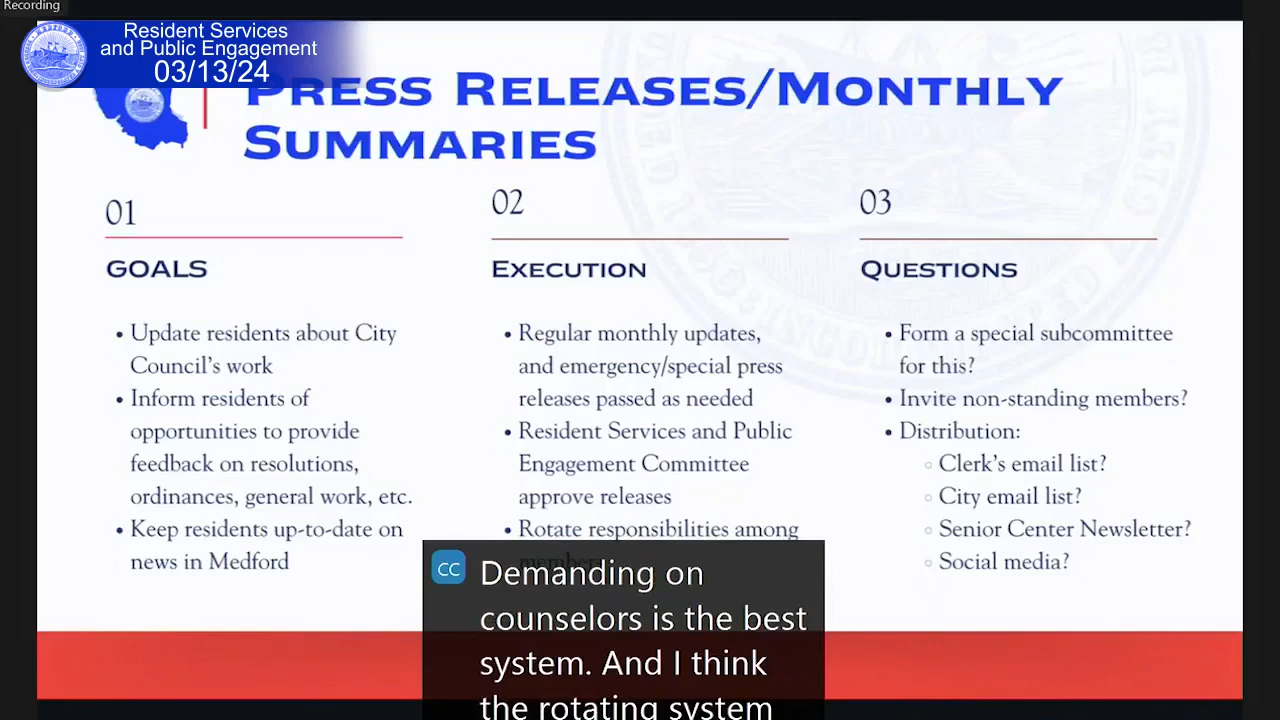 Recording
Resident Services
and Public Engagement
03/13/24
PRESS RELEASES/MONTHLY
SUMMARIES
01
GOALS
• Update residents about City
Council's work
• Inform residents of
opportunities to provide
feedback on resolutions,
ordinances, general work, etc.
• Keep residents up-to-date on
news in Medford
02
EXECUTION
• Regular monthly updates,
and emergency/special press
releases passed as needed
• Resident Services and Public
Engagement Committee
approve releases
• Rotate responsibilities among
members
03
QUESTIONS
• Form a special subcommittee
for this?
• Invite non-standing members?
• Distribution:
○ Clerk's email list?
○ City email list?
○ Senior Center Newsletter?
○ Social media?
CC
Demanding on
counselors is the best
system. And I think
the rotating system